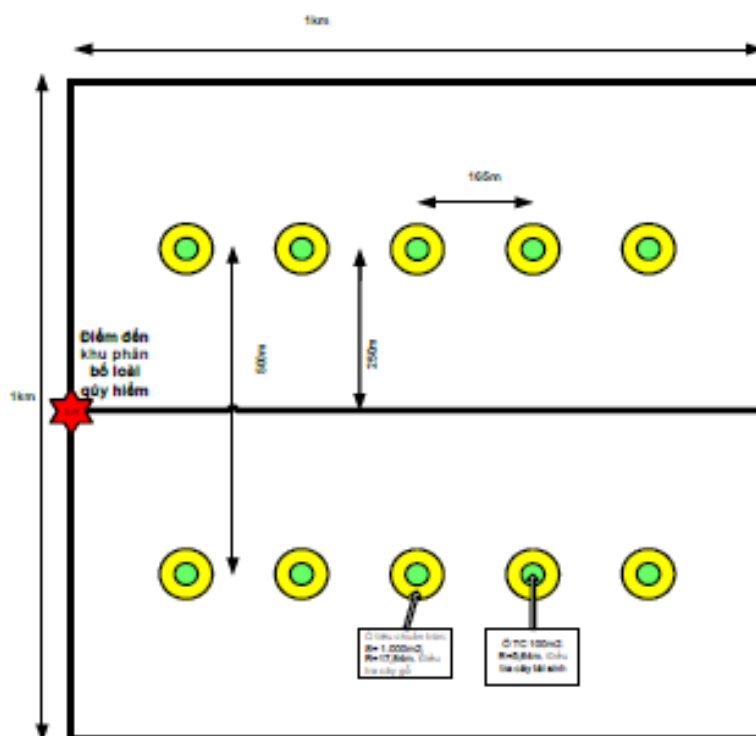 1km
165m
Điểm đến
khu phân
bố loài
qúy hiếm
1km
500m
250m
Ô tiêu chuẩn tròn
S= 1.000m2,
R=17,84m. Điều
tra cây gỗ
Ô TC 100m2.
R=5,64m. Điều
tra cây tái sinh